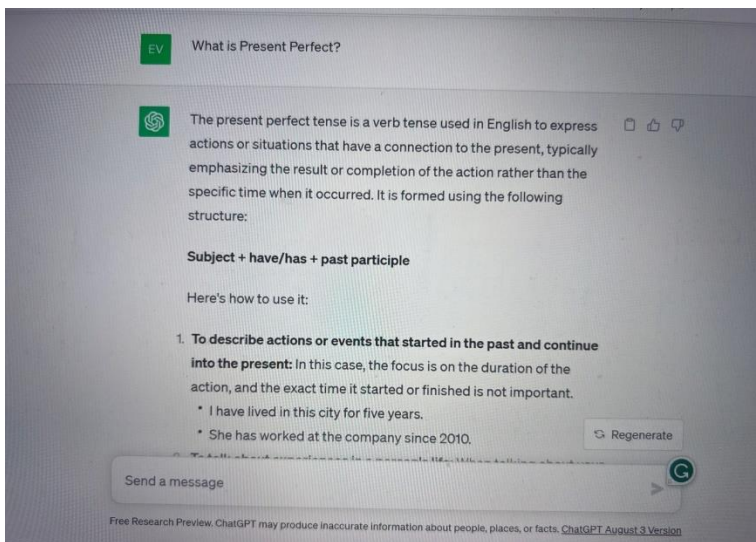 EV
What is Present Perfect?
The present perfect tense is a verb tense used in English to express
actions or situations that have a connection to the present, typically
emphasizing the result or completion of the action rather than the
specific time when it occurred. It is formed using the following
structure:
Subject + have/has + past participle
Here's how to use it:
1. To describe actions or events that started in the past and continue
into the present: In this case, the focus is on the duration of the
action, and the exact time it started or finished is not important.
• I have lived in this city for five years.
• She has worked at the company since 2010.
Regenerate
Send a message
Free Research Preview. ChatGPT may produce inaccurate information about people, places, or facts. ChatGPT August 3 Version